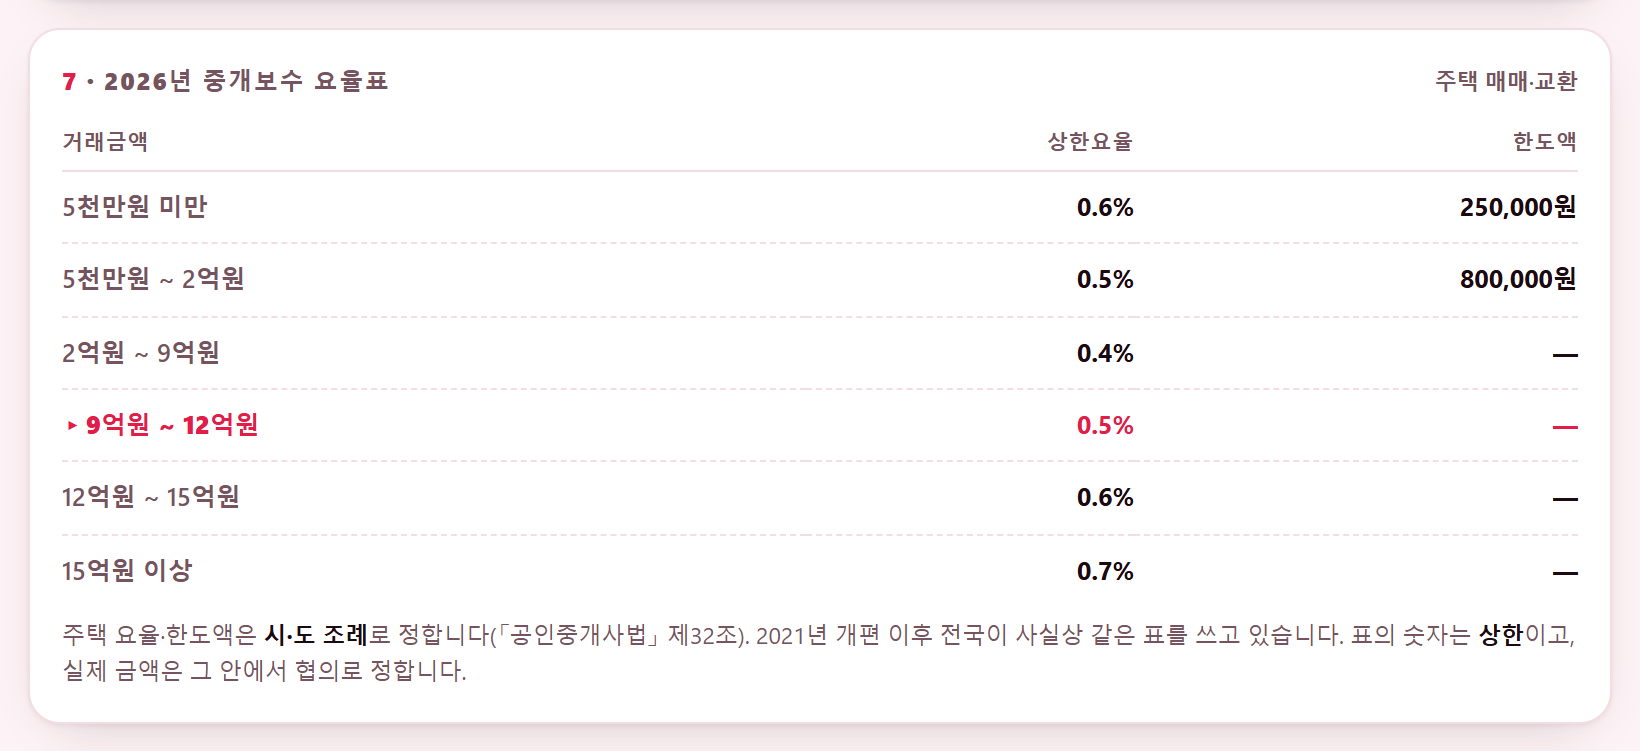 7 · 2026년 중개보수 요율표 주택 매매·교환
거래금액 상한요율 한도액
5천만원 미만 0.6% 250,000원
5천만원 ~ 2억원 0.5% 800,000원
2억원 ~ 9억원 0.4% —
▸ 9억원 ~ 12억원 0.5% —
12억원 ~ 15억원 0.6% —
15억원 이상 0.7% —
주택 요율·한도액은 시·도 조례로 정합니다(「공인중개사법」 제32조). 2021년 개편 이후 전국이 사실상 같은 표를 쓰고 있습니다. 표의 숫자는 상한이고,
실제 금액은 그 안에서 협의로 정합니다.